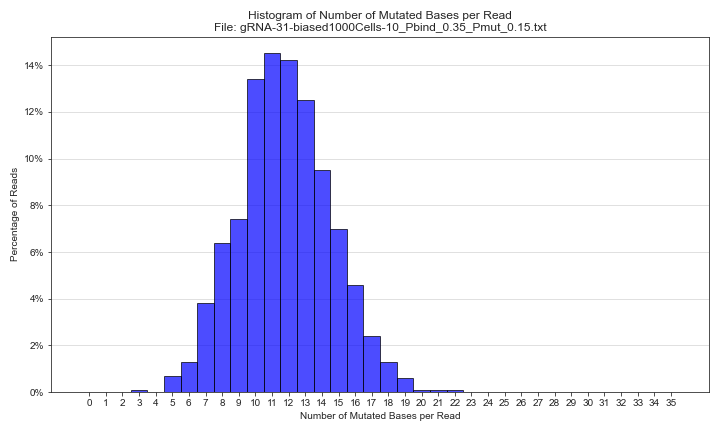 Histogram of Number of Mutated Bases per Read
File: gRNA-31-biased1000Cells-10_Pbind_0.35_Pmut_0.15.txt
Percentage of Reads
14%
12%
10%
8%
6%
4%
2%
0%
0 1 2 3 4 5 6 7 8 9 10 11 12 13 14 15 16 17 18 19 20 21 22 23 24 25 26 27 28 29 30 31 32 33 34 35
Number of Mutated Bases per Read